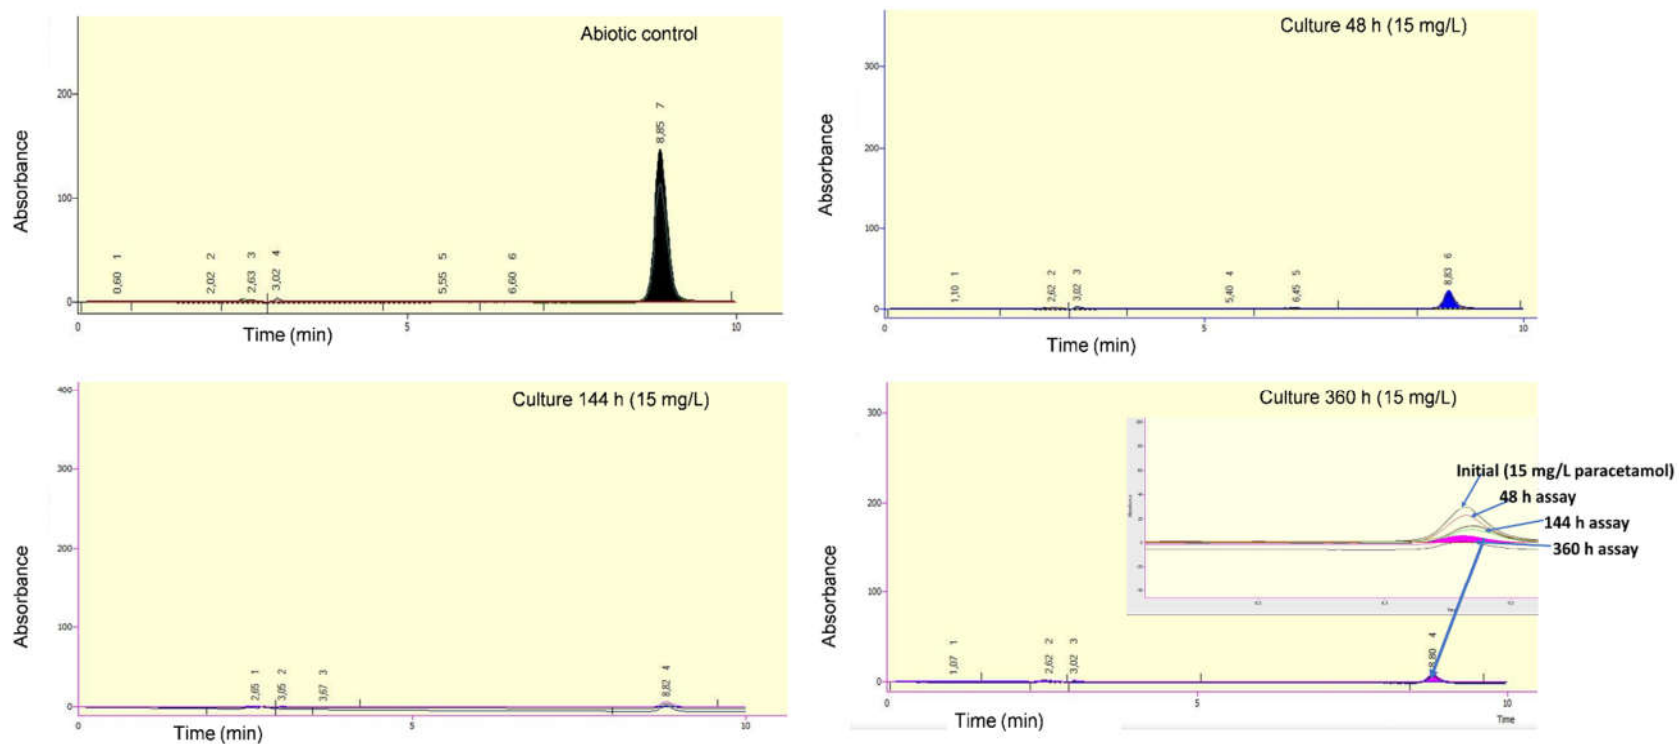 Abiotic control
Absorbance
200
100
0
0,60 1
2,02 2
2,63 3
3,02 4
5,55 5
6,60 6
8,85 7
0 5 10
Time (min)
Culture 48 h (15 mg/L)
Absorbance
300
200
100
0
1,10 1
2,62 2
3,02 3
5,40 4
6,45 5
8,83 6
0 5 10
Time (min)
Culture 144 h (15 mg/L)
Absorbance
400
300
200
100
0
2,65 1
3,05 2
3,67 3
8,82 4
0 5 10
Time (min)
Culture 360 h (15 mg/L)
Absorbance
300
200
100
0
1,07 1
2,62 2
3,02 3
8,80 4
0 5 10
Time (min)
Time
Initial (15 mg/L paracetamol)
48 h assay
144 h assay
360 h assay